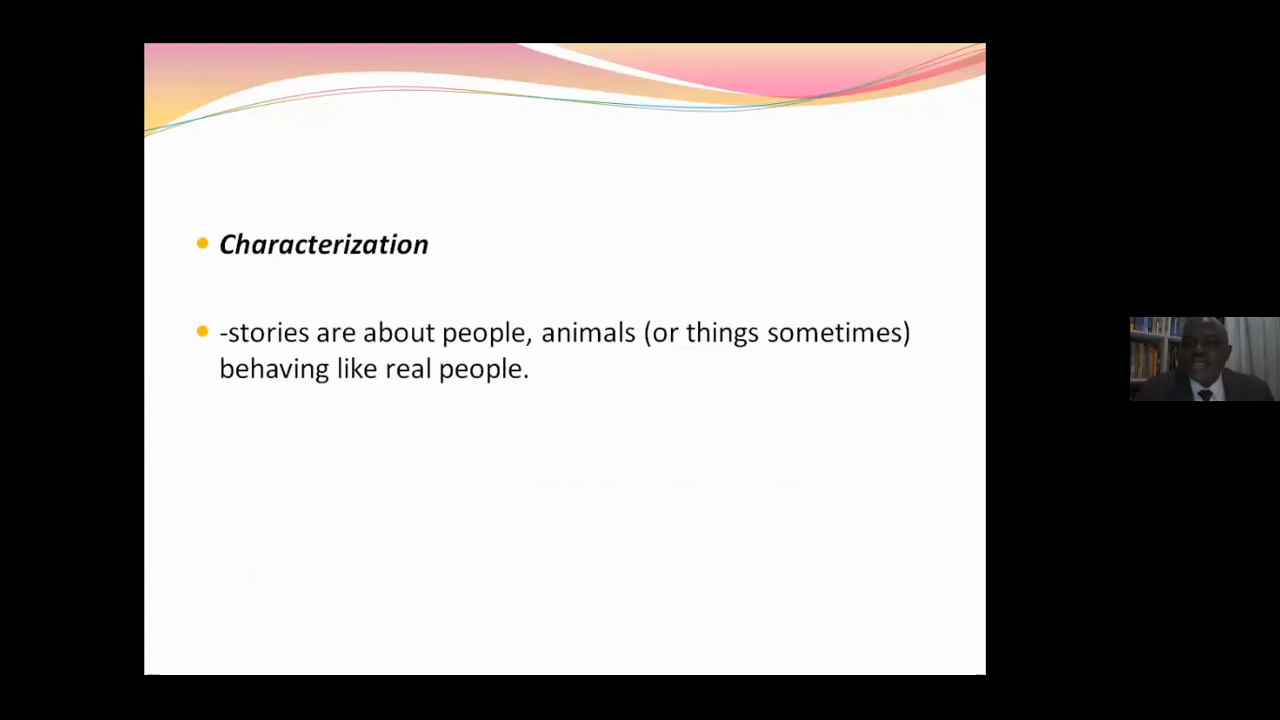 Characterization
-stories are about people, animals (or things sometimes)
behaving like real people.